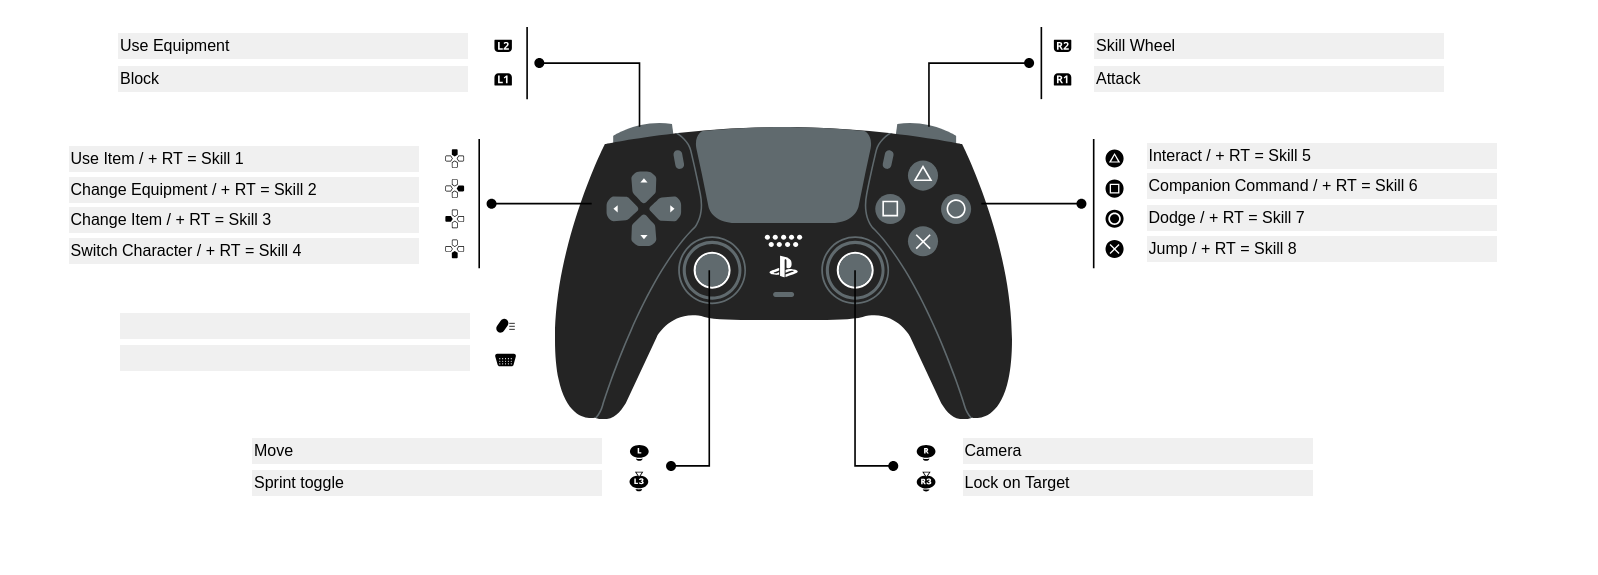 Use Equipment L2
Block L1
R2 Skill Wheel
R1 Attack
Use Item / + RT = Skill 1
Change Equipment / + RT = Skill 2
Change Item / + RT = Skill 3
Switch Character / + RT = Skill 4
Interact / + RT = Skill 5
Companion Command / + RT = Skill 6
Dodge / + RT = Skill 7
Jump / + RT = Skill 8
Move L
Sprint toggle L3
R Camera
R3 Lock on Target